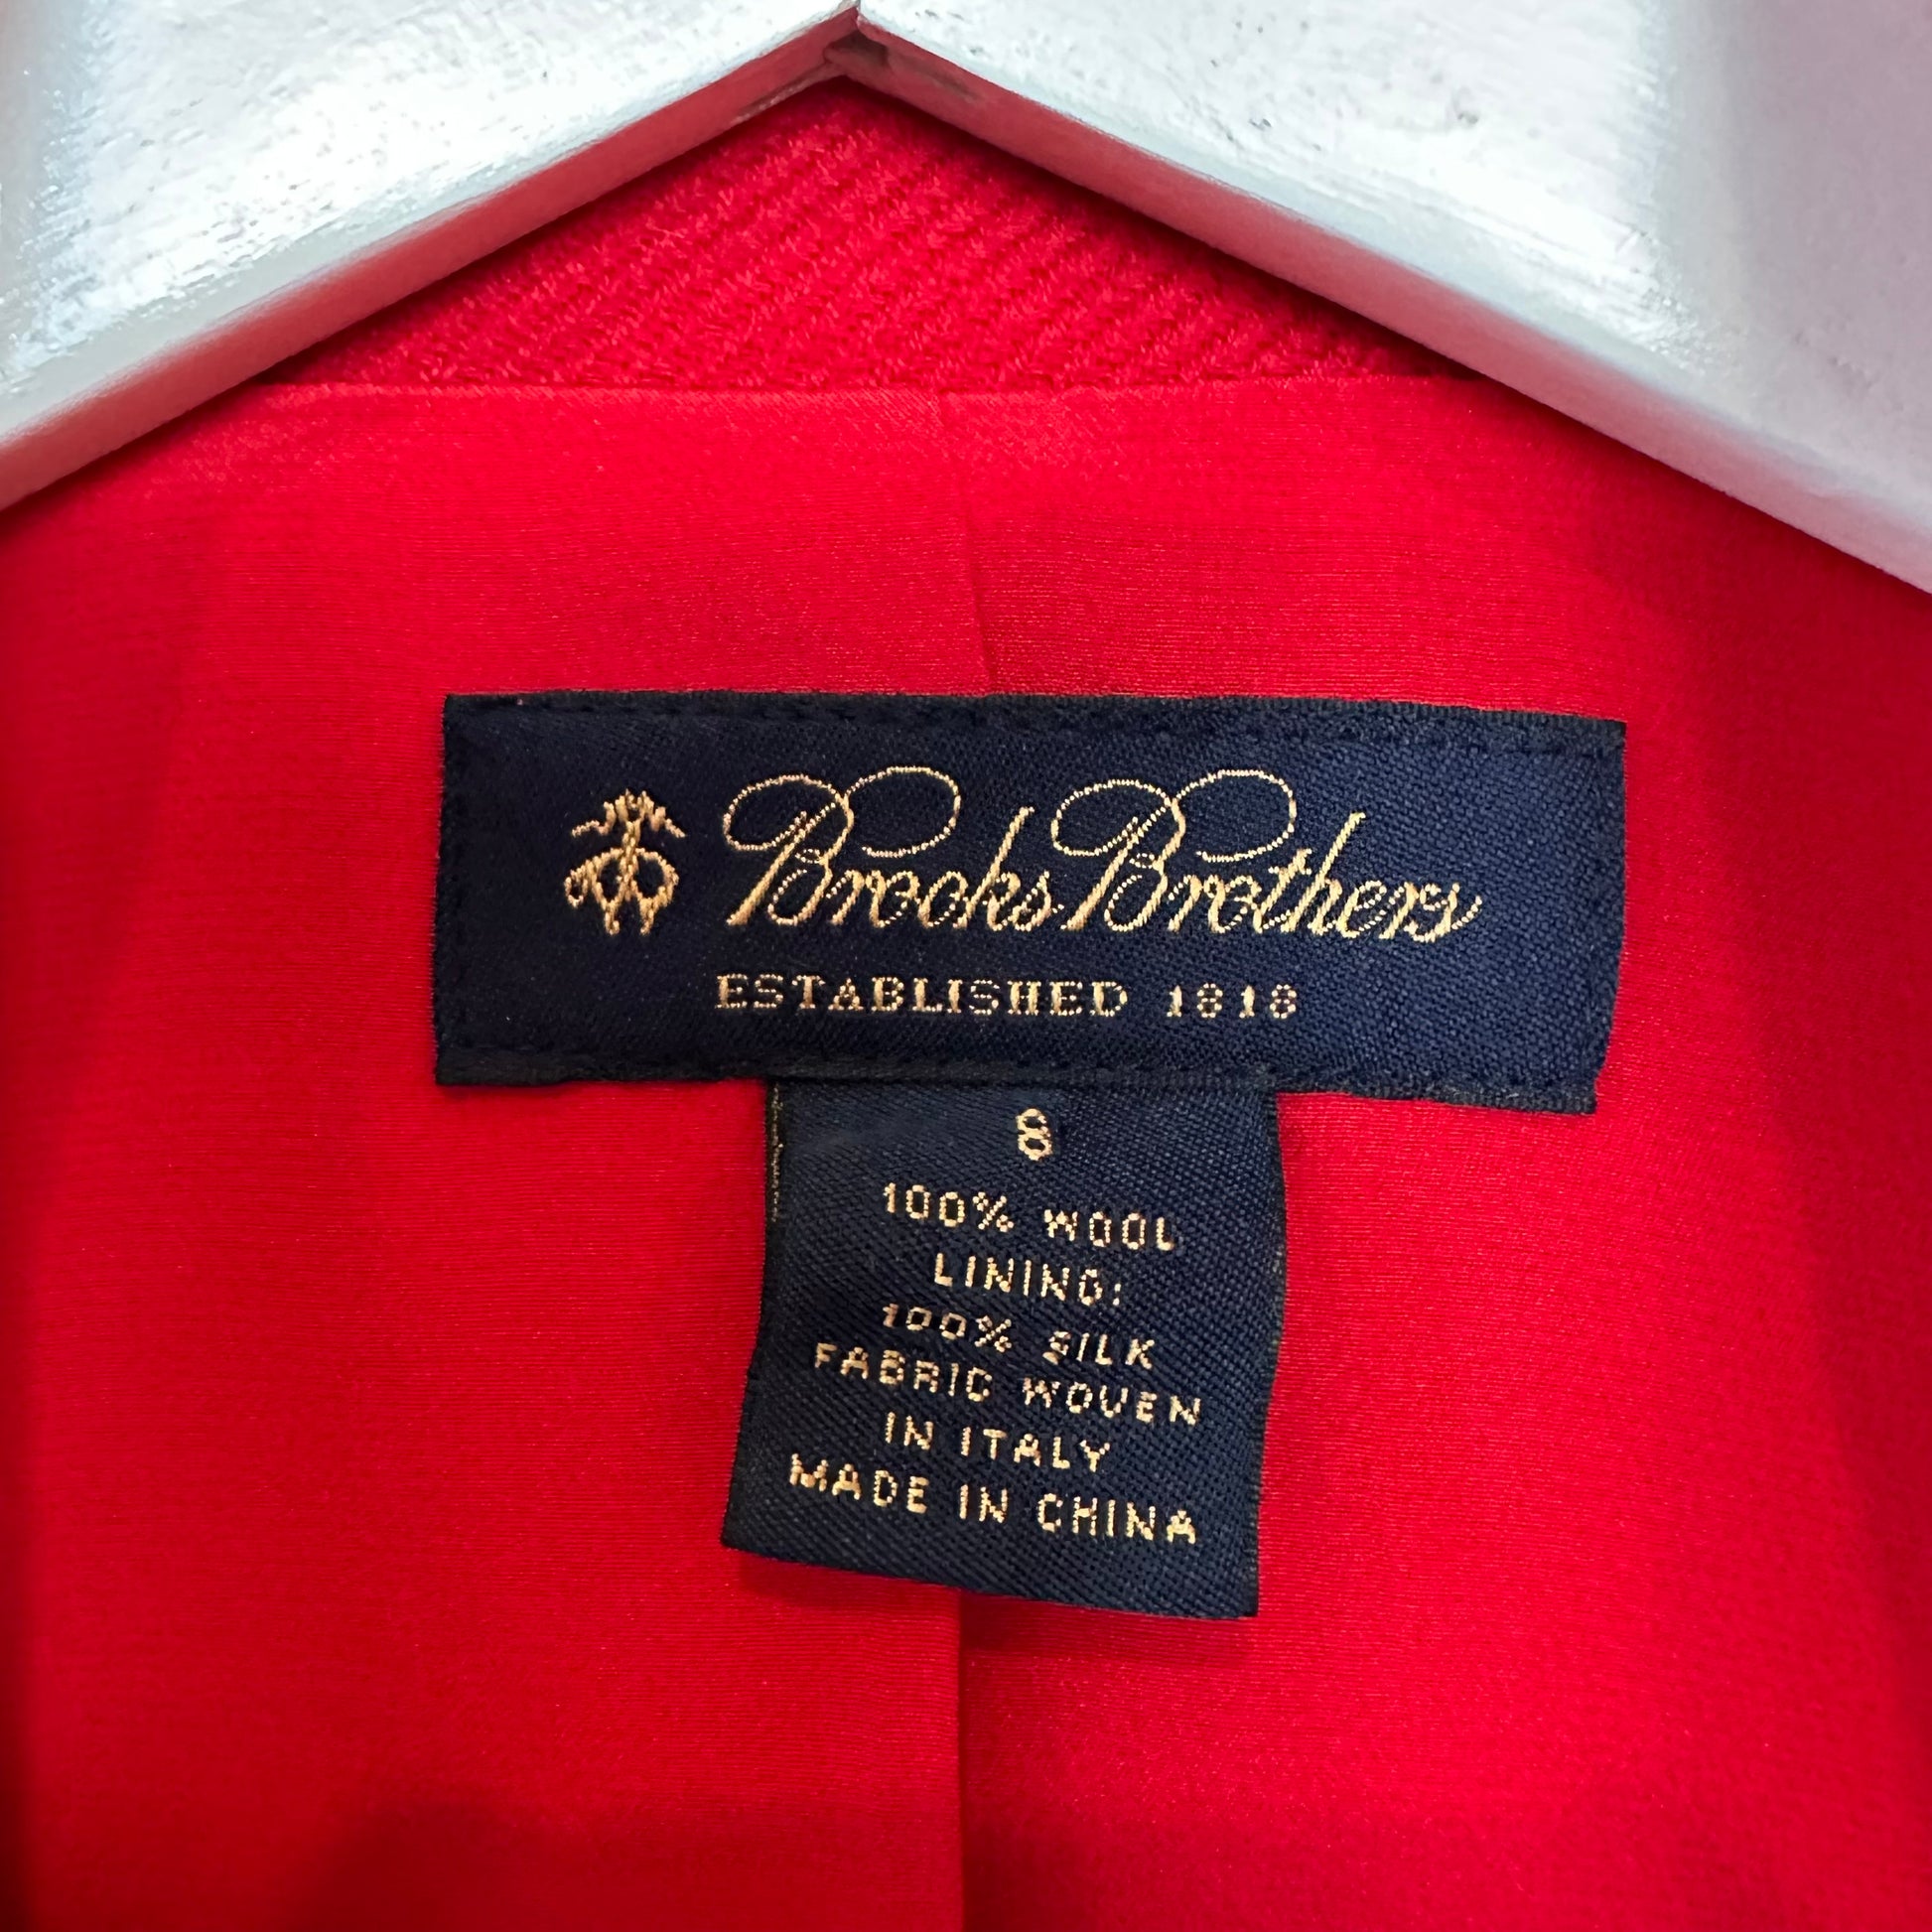 Brooks Brothers
ESTABLISHED 1818
8
100% WOOL
LINING:
100% SILK
FABRIC WOVEN
IN ITALY
MADE IN CHINA